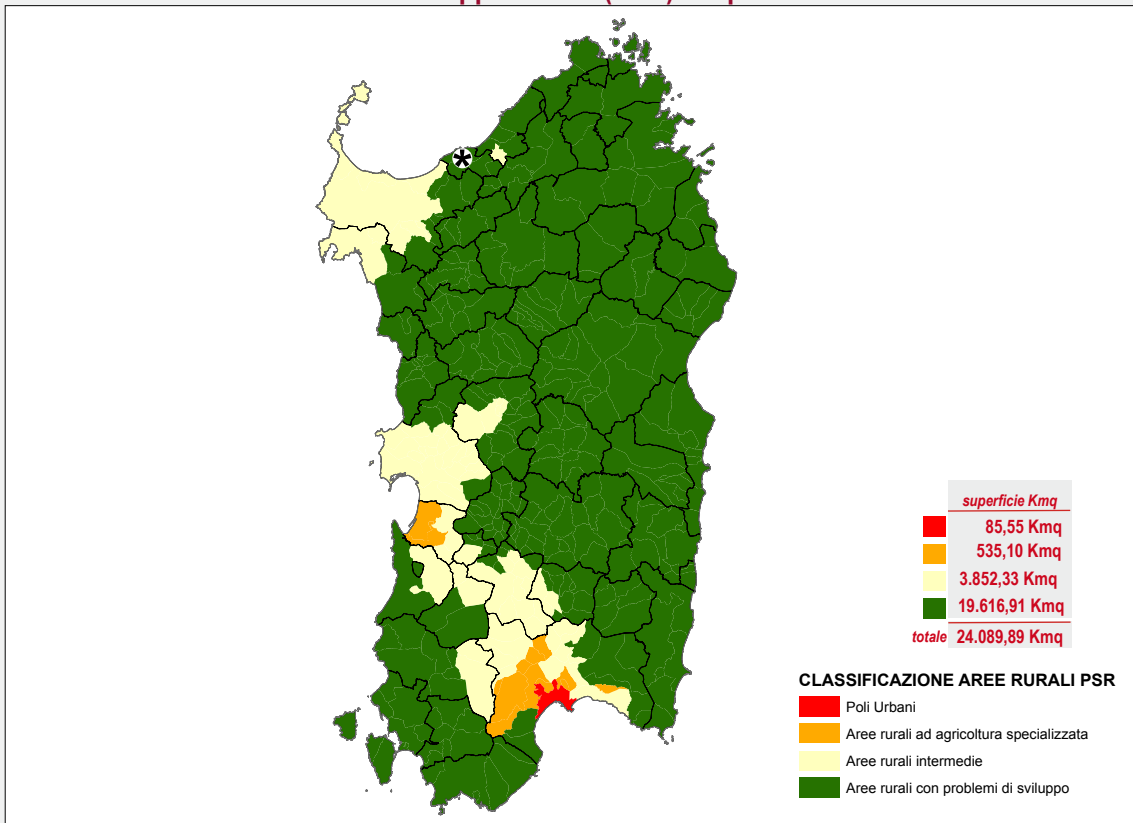 superficie Kmq
85,55 Kmq
535,10 Kmq
3.852,33 Kmq
19.616,91 Kmq
totale 24.089,89 Kmq
CLASSIFICAZIONE AREE RURALI PSR
Poli Urbani
Aree rurali ad agricoltura specializzata
Aree rurali intermedie
Aree rurali con problemi di sviluppo